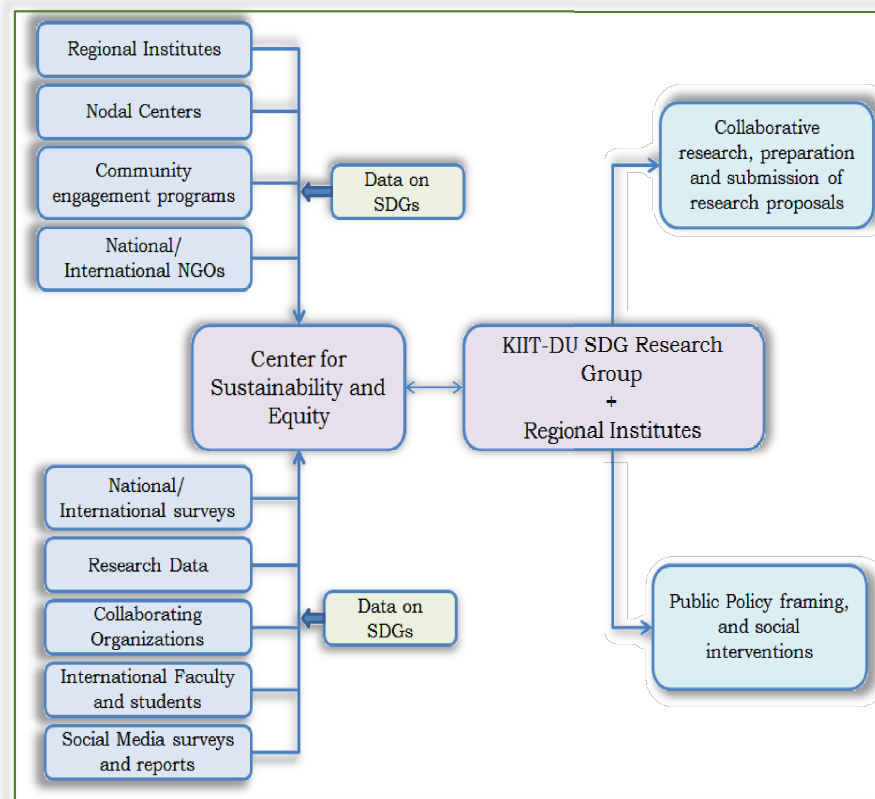 Regional Institutes
Nodal Centers
Community
engagement programs
National/
International NGOs
Data on
SDGs
Collaborative
research, preparation
and submission of
research proposals
Center for
Sustainability and
Equity
KIIT-DU SDG Research
Group
+
Regional Institutes
National/
International surveys
Research Data
Collaborating
Organizations
International Faculty
and students
Social Media surveys
and reports
Data on
SDGs
Public Policy framing,
and social
interventions